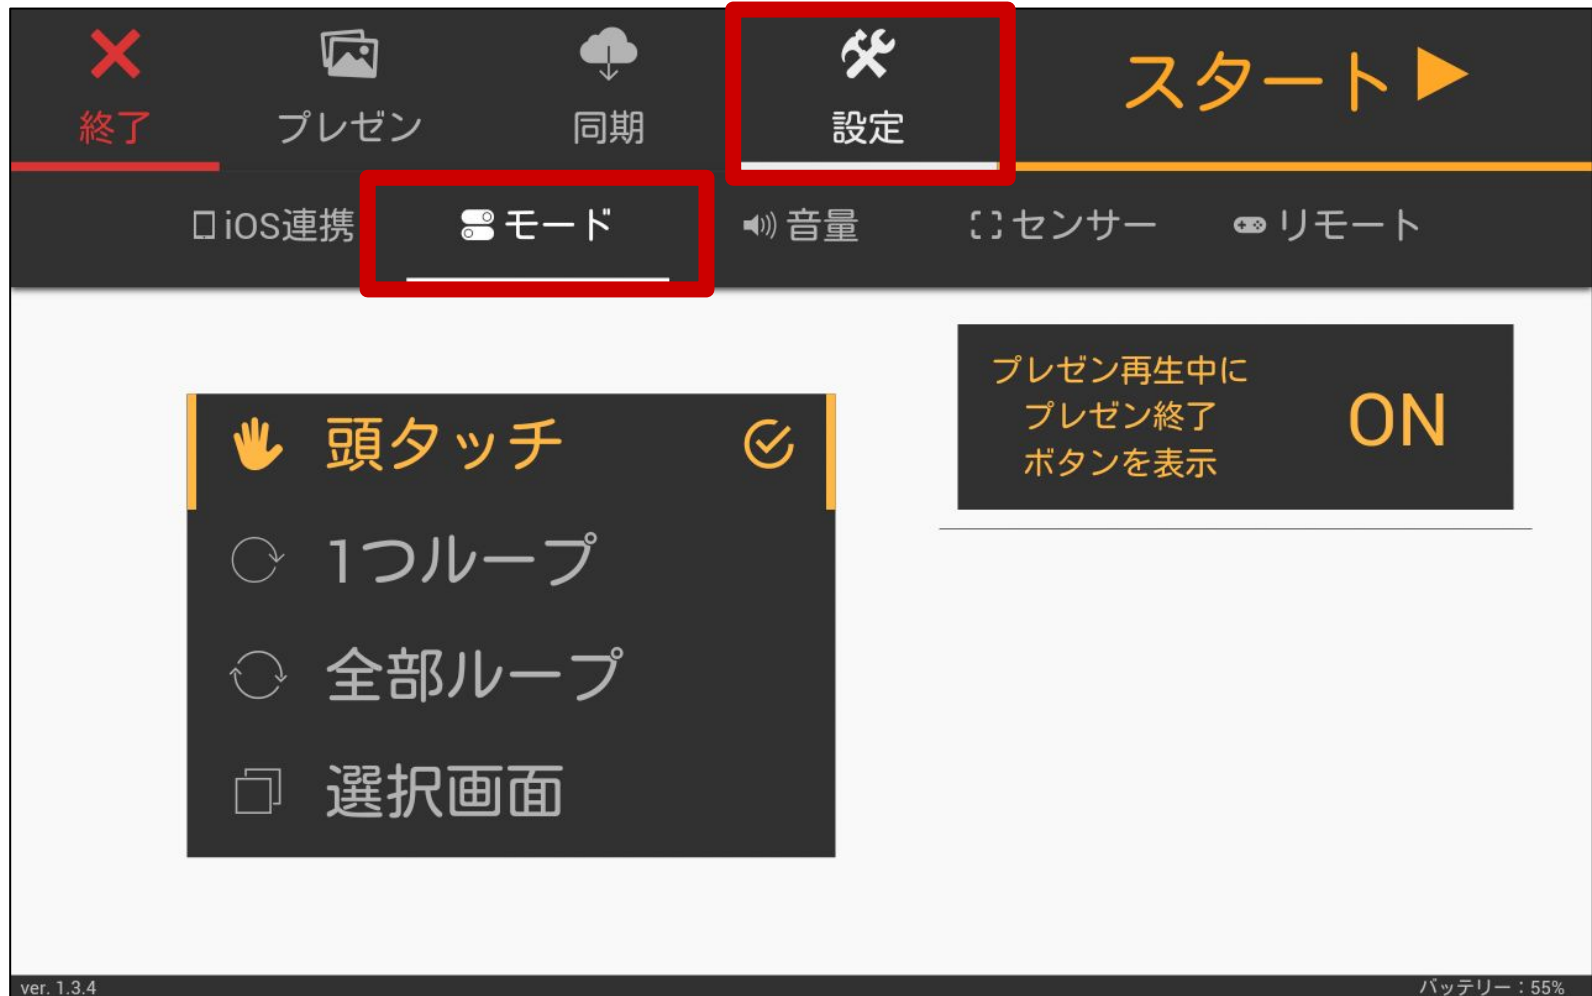 終了
プレゼン
同期
設定
スタート
iOS連携
モード
音量
センサー
リモート
頭タッチ
1つループ
全部ループ
選択画面
プレゼン再生中に
プレゼン終了
ボタンを表示
ON
ver. 1.3.4
バッテリー：55%